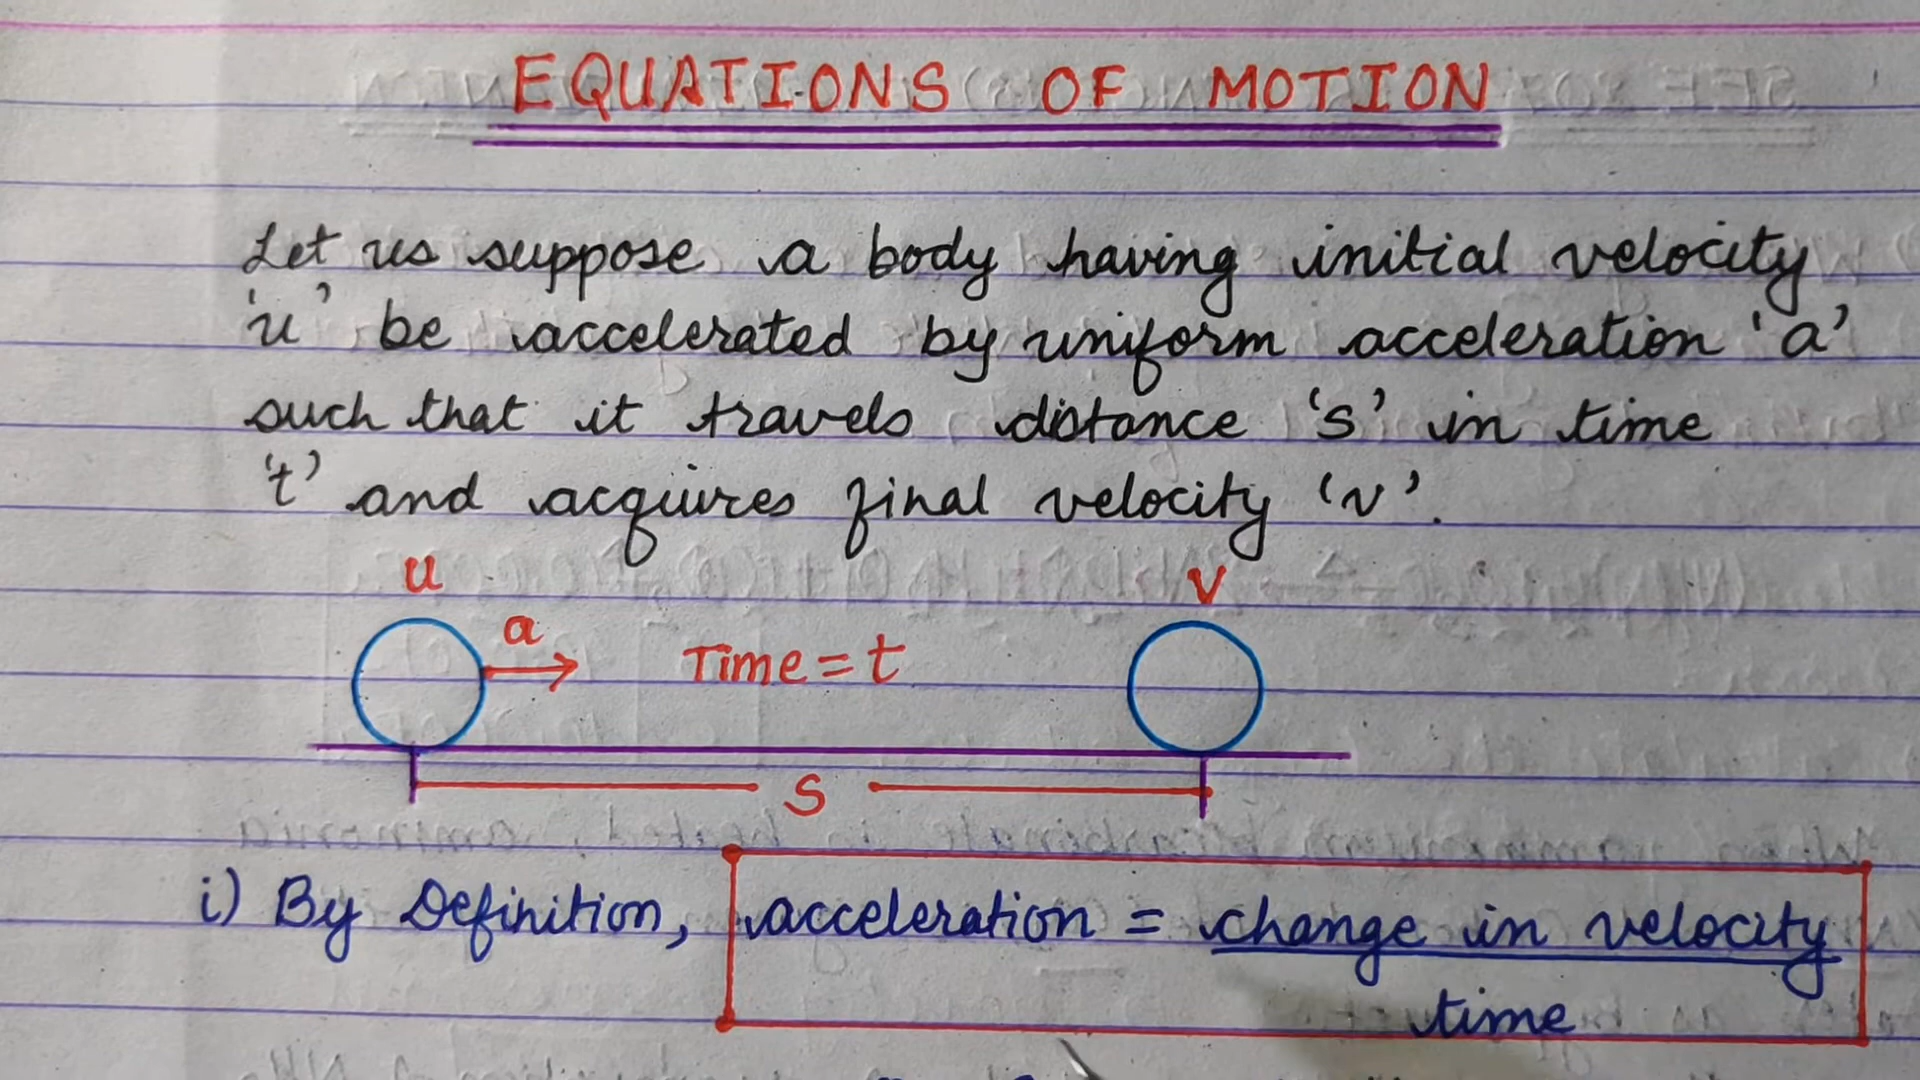 EQUATIONS OF MOTION
Let us suppose a body having initial velocity
'u' be accelerated by uniform acceleration 'a'
such that it travels distance 's' in time
't' and acquires final velocity 'v'.
u v
a Time = t
S
i) By Definition, acceleration = change in velocity
time